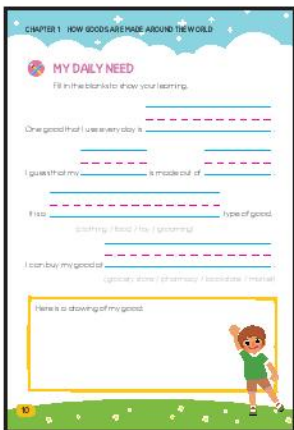 CHAPTER 1 HOW GOODS ARE MADE AROUND THE WORLD
MY DAILY NEED
Fill in the blanks to show your learning.
One good that I use every day is .
I guess that my is made out of .
It is a type of good.
(clothing / food / toy / grooming)
I can buy my good at .
(grocery store / pharmacy / bookstore / market)
Here is a drawing of my good:
10